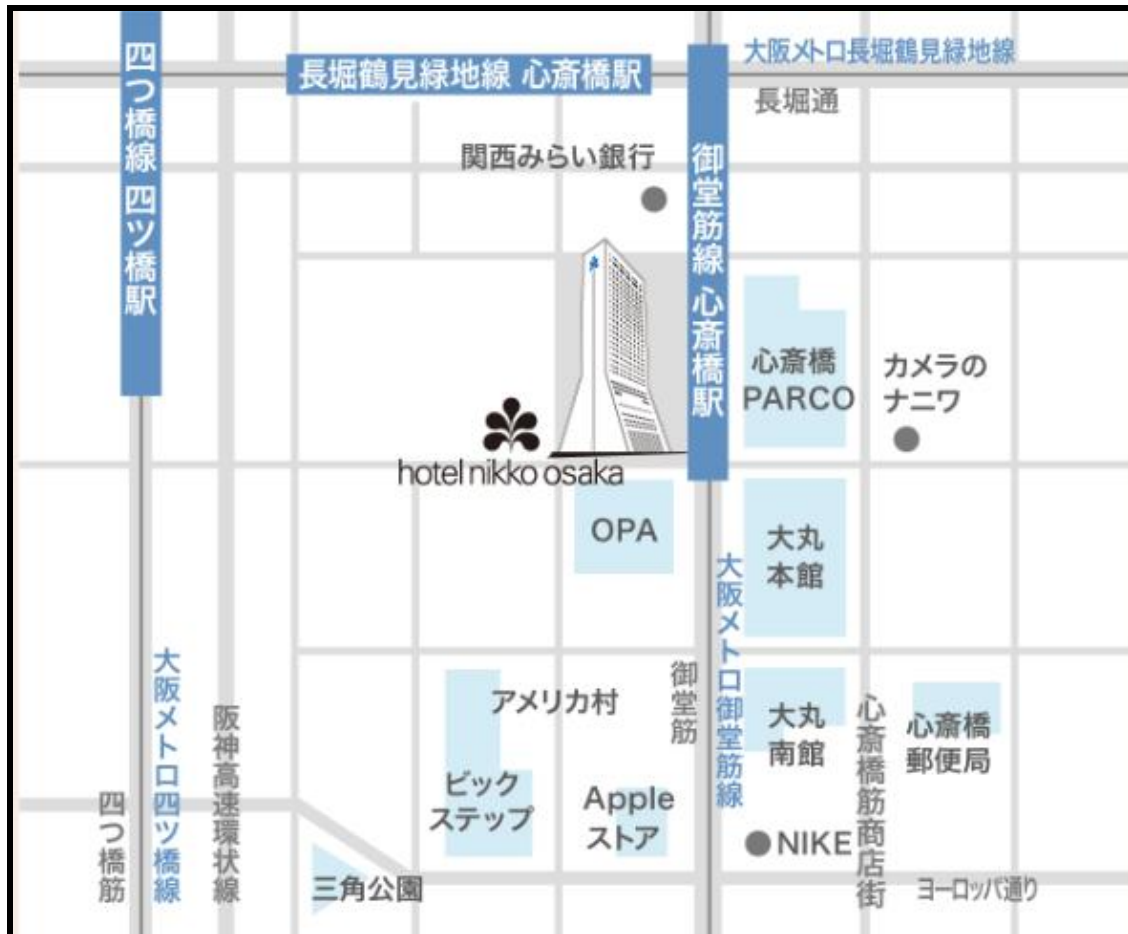 大阪メトロ長堀鶴見緑地線
長堀鶴見緑地線 心斎橋駅
長堀通
四つ橋線 四ツ橋駅
関西みらい銀行
御堂筋線 心斎橋駅
心斎橋
PARCO
カメラの
ナニワ
hotel nikko osaka
OPA
大丸
本館
大阪メトロ御堂筋線
御堂筋
アメリカ村
大丸
南館
心斎橋筋商店街
心斎橋
郵便局
大阪メトロ四ツ橋線
阪神高速環状線
四つ橋筋
ビック
ステップ
Apple
ストア
NIKE
三角公園
ヨーロッパ通り